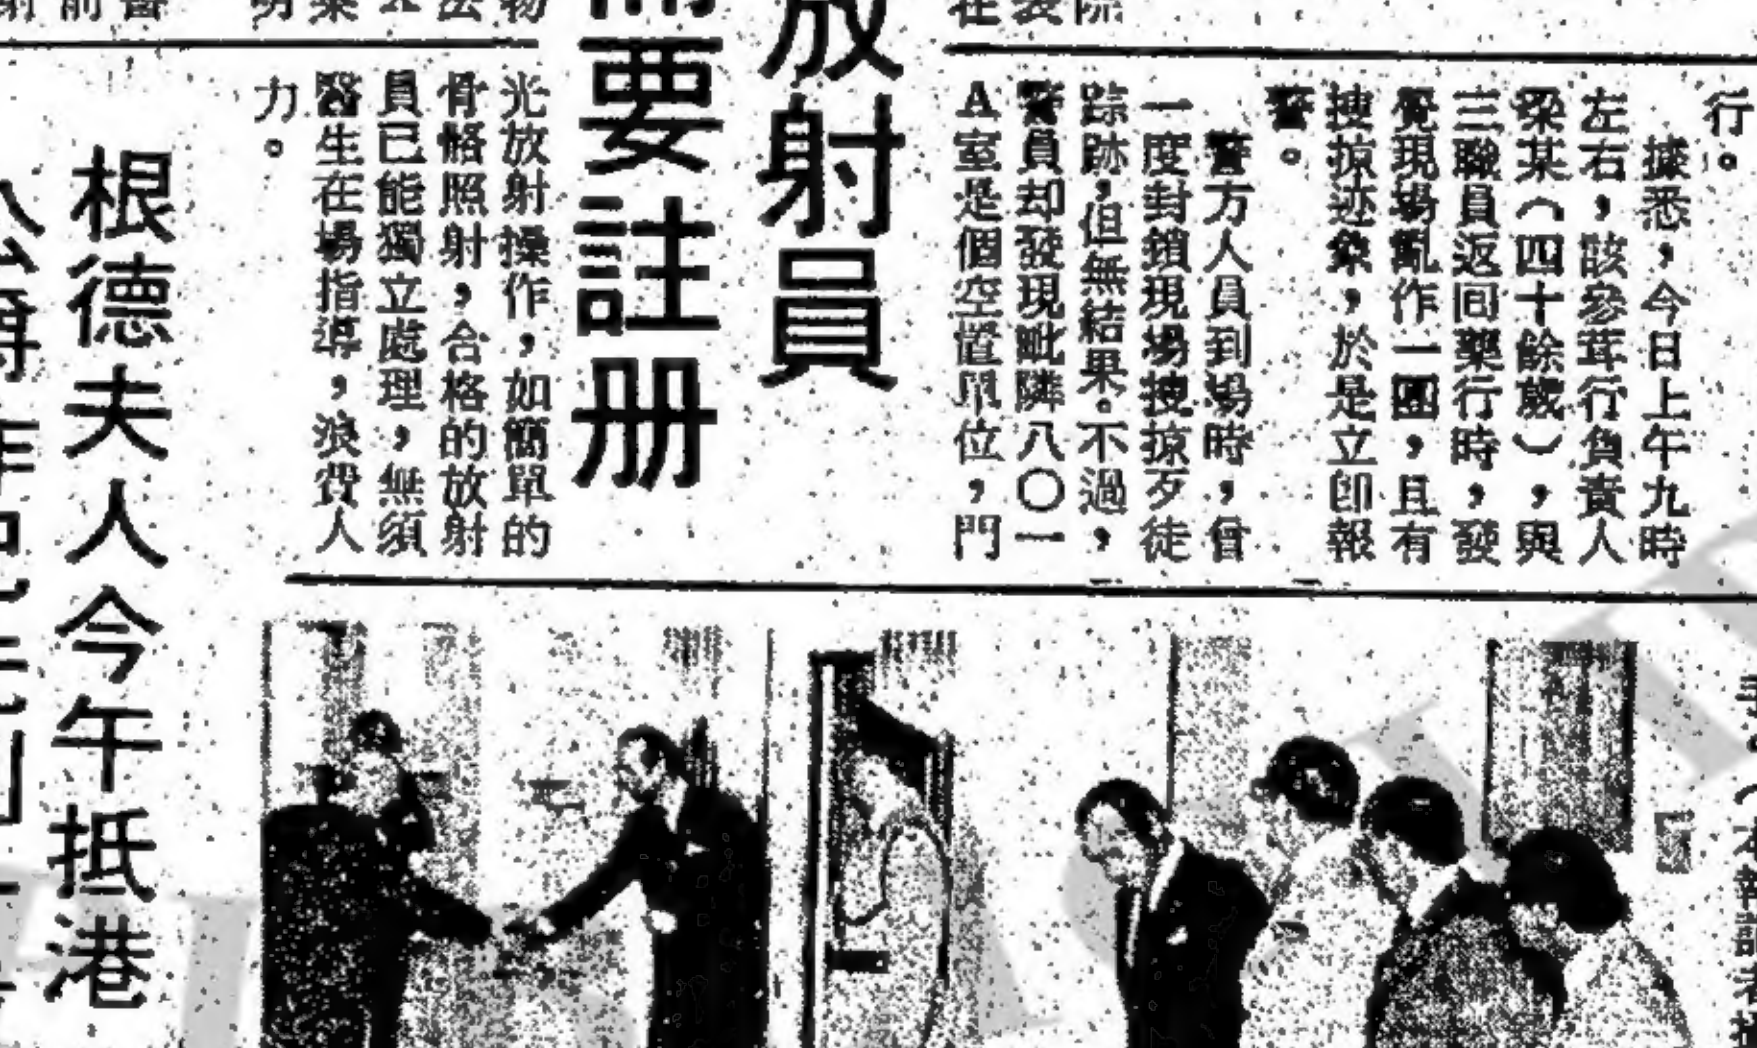 行。
據悉，今日上午九時
左右，該參茸行負責人
梁某（四十餘歲），與
三職員返回藥行時，發
覺現場亂作一團，且有
搜掠迹象，於是立卽報
警。
警方人員到場時，曾
一度封鎖現場搜掠歹徒
踪跡，但無結果。不過，
警員却發現毗隣八〇一
A室是個空置單位，門
放射員
需要註册
光放射操作，如簡單的
骨骼照射，合格的放射
員已能獨立處理，無須
醫生在場指導，浪費人
力。
根德夫人今午抵港